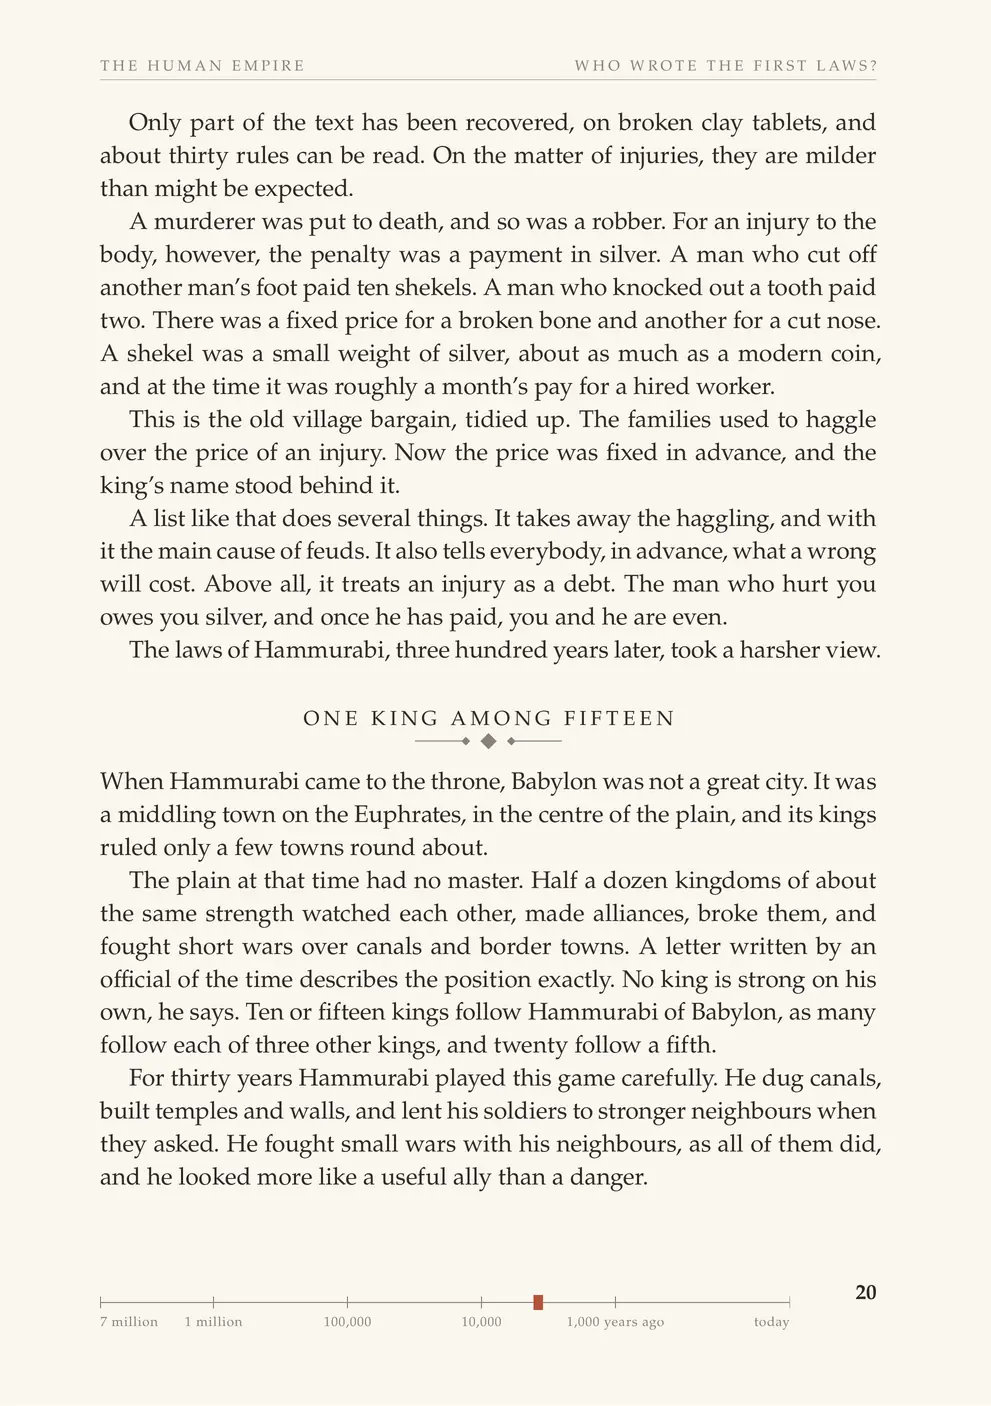 THE HUMAN EMPIRE
WHO WROTE THE FIRST LAWS?
Only part of the text has been recovered, on broken clay tablets, and
about thirty rules can be read. On the matter of injuries, they are milder
than might be expected.
A murderer was put to death, and so was a robber. For an injury to the
body, however, the penalty was a payment in silver. A man who cut off
another man’s foot paid ten shekels. A man who knocked out a tooth paid
two. There was a fixed price for a broken bone and another for a cut nose.
A shekel was a small weight of silver, about as much as a modern coin,
and at the time it was roughly a month’s pay for a hired worker.
This is the old village bargain, tidied up. The families used to haggle
over the price of an injury. Now the price was fixed in advance, and the
king’s name stood behind it.
A list like that does several things. It takes away the haggling, and with
it the main cause of feuds. It also tells everybody, in advance, what a wrong
will cost. Above all, it treats an injury as a debt. The man who hurt you
owes you silver, and once he has paid, you and he are even.
The laws of Hammurabi, three hundred years later, took a harsher view.
ONE KING AMONG FIFTEEN
When Hammurabi came to the throne, Babylon was not a great city. It was
a middling town on the Euphrates, in the centre of the plain, and its kings
ruled only a few towns round about.
The plain at that time had no master. Half a dozen kingdoms of about
the same strength watched each other, made alliances, broke them, and
fought short wars over canals and border towns. A letter written by an
official of the time describes the position exactly. No king is strong on his
own, he says. Ten or fifteen kings follow Hammurabi of Babylon, as many
follow each of three other kings, and twenty follow a fifth.
For thirty years Hammurabi played this game carefully. He dug canals,
built temples and walls, and lent his soldiers to stronger neighbours when
they asked. He fought small wars with his neighbours, as all of them did,
and he looked more like a useful ally than a danger.
20
7 million
1 million
100,000
10,000
1,000 years ago
today